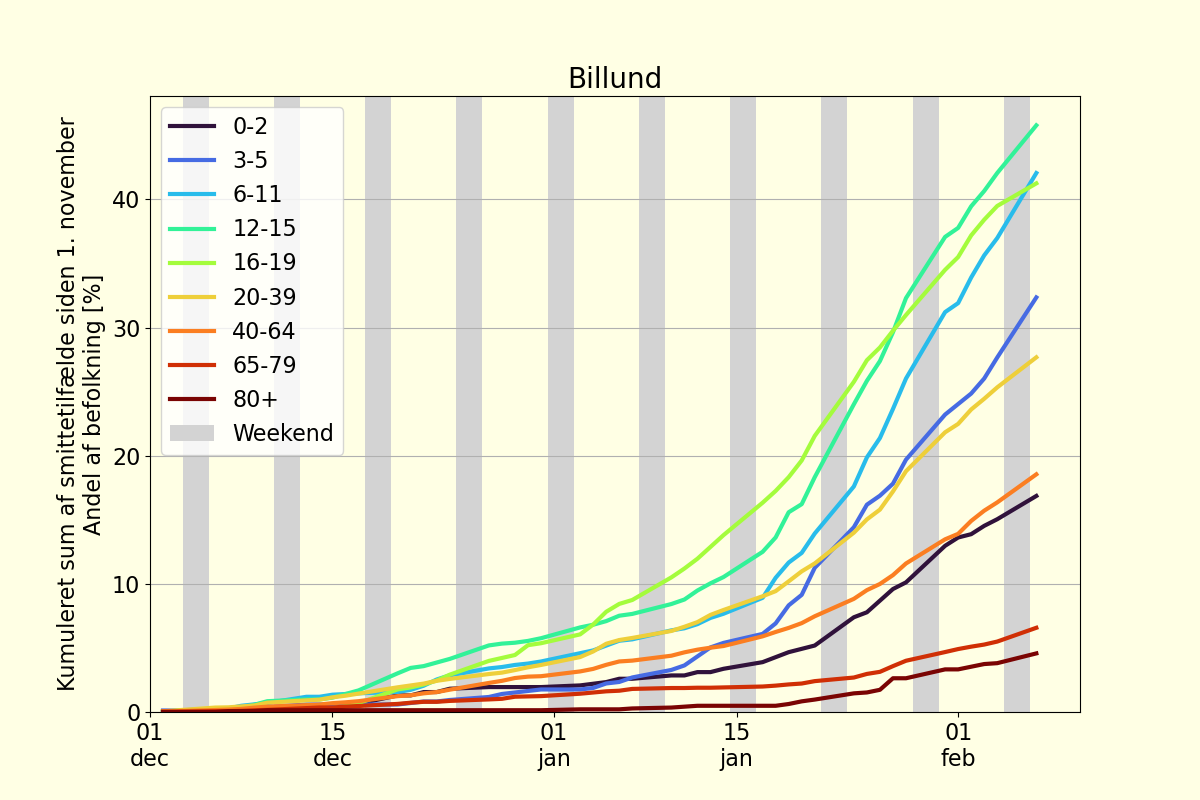 Billund
Kumuleret sum af smittetilfælde siden 1. november
Andel af befolkning [%]
40
30
20
10
0
0-2
3-5
6-11
12-15
16-19
20-39
40-64
65-79
80+
Weekend
01 15 01 15 01
dec dec jan jan feb